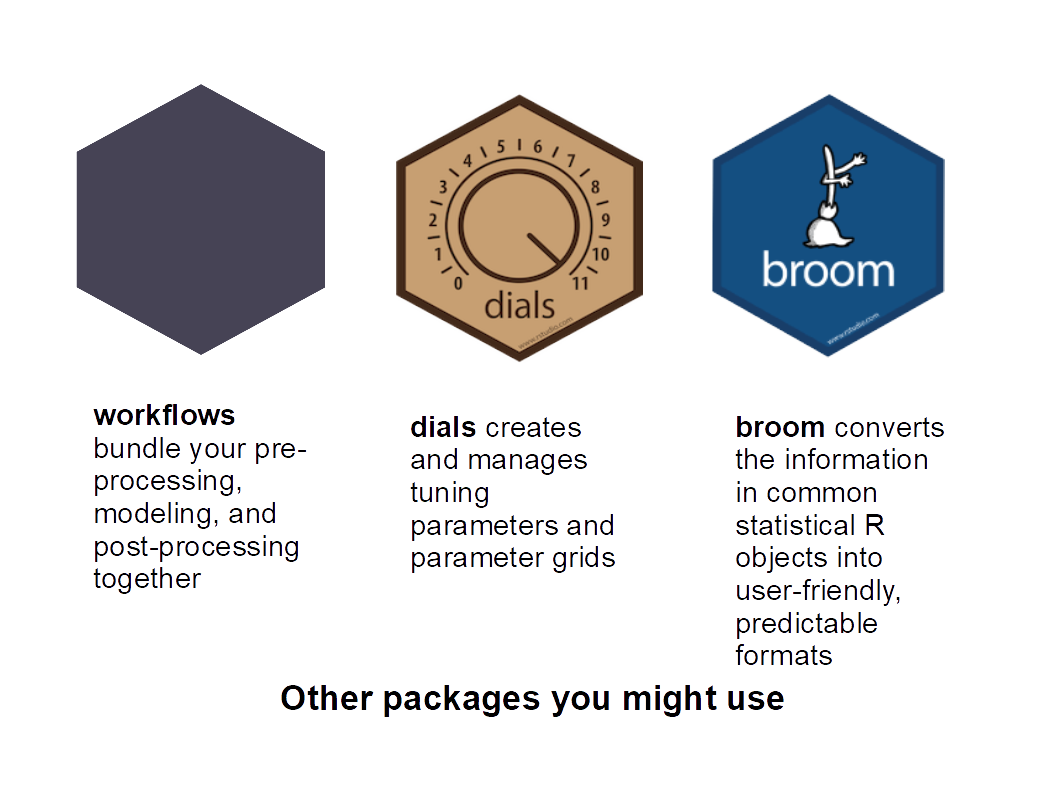 0
1
2
3
4
5
6
7
8
9
10
11
dials
www.rstudio.com
broom
www.rstudio.com
workflows
bundle your pre-
processing,
modeling, and
post-processing
together
dials creates
and manages
tuning
parameters and
parameter grids
broom converts
the information
in common
statistical R
objects into
user-friendly,
predictable
formats
Other packages you might use